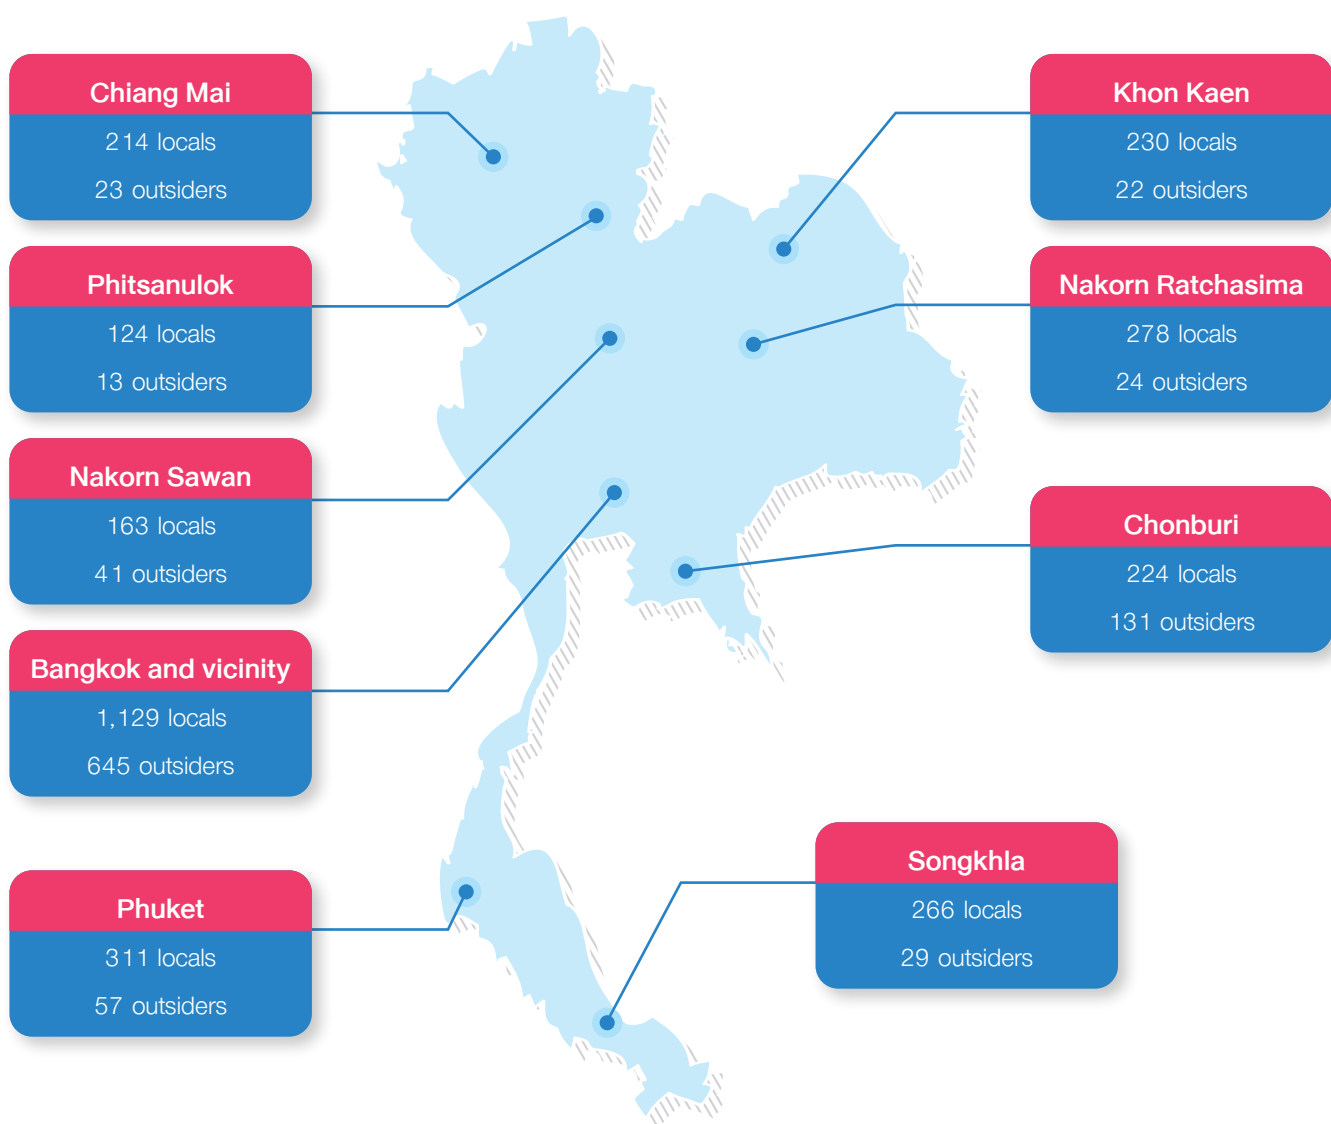 Chiang Mai
214 locals
23 outsiders
Phitsanulok
124 locals
13 outsiders
Nakorn Sawan
163 locals
41 outsiders
Bangkok and vicinity
1,129 locals
645 outsiders
Phuket
311 locals
57 outsiders
Khon Kaen
230 locals
22 outsiders
Nakorn Ratchasima
278 locals
24 outsiders
Chonburi
224 locals
131 outsiders
Songkhla
266 locals
29 outsiders